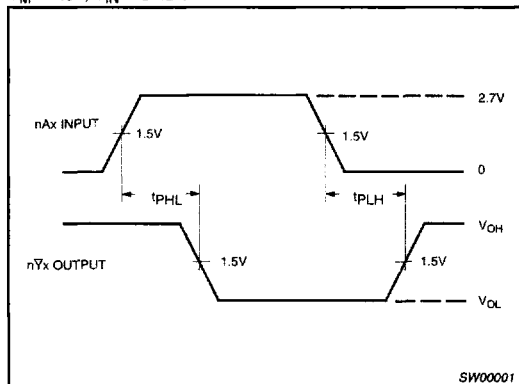 2.7V
nAx INPUT
1.5V
1.5V
0
tPHL
tPLH
VOH
nY̅x OUTPUT
1.5V
1.5V
VOL
SW00001